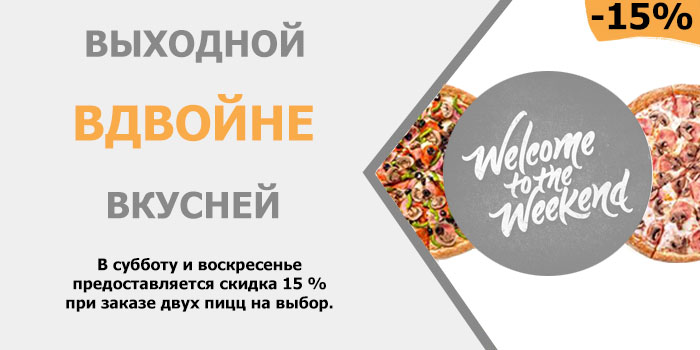 ВЫХОДНОЙ
ВДВОЙНЕ
ВКУСНЕЙ
В субботу и воскресенье
предоставляется скидка 15 %
при заказе двух пицц на выбор.
-15%
Welcome
to the
Weekend